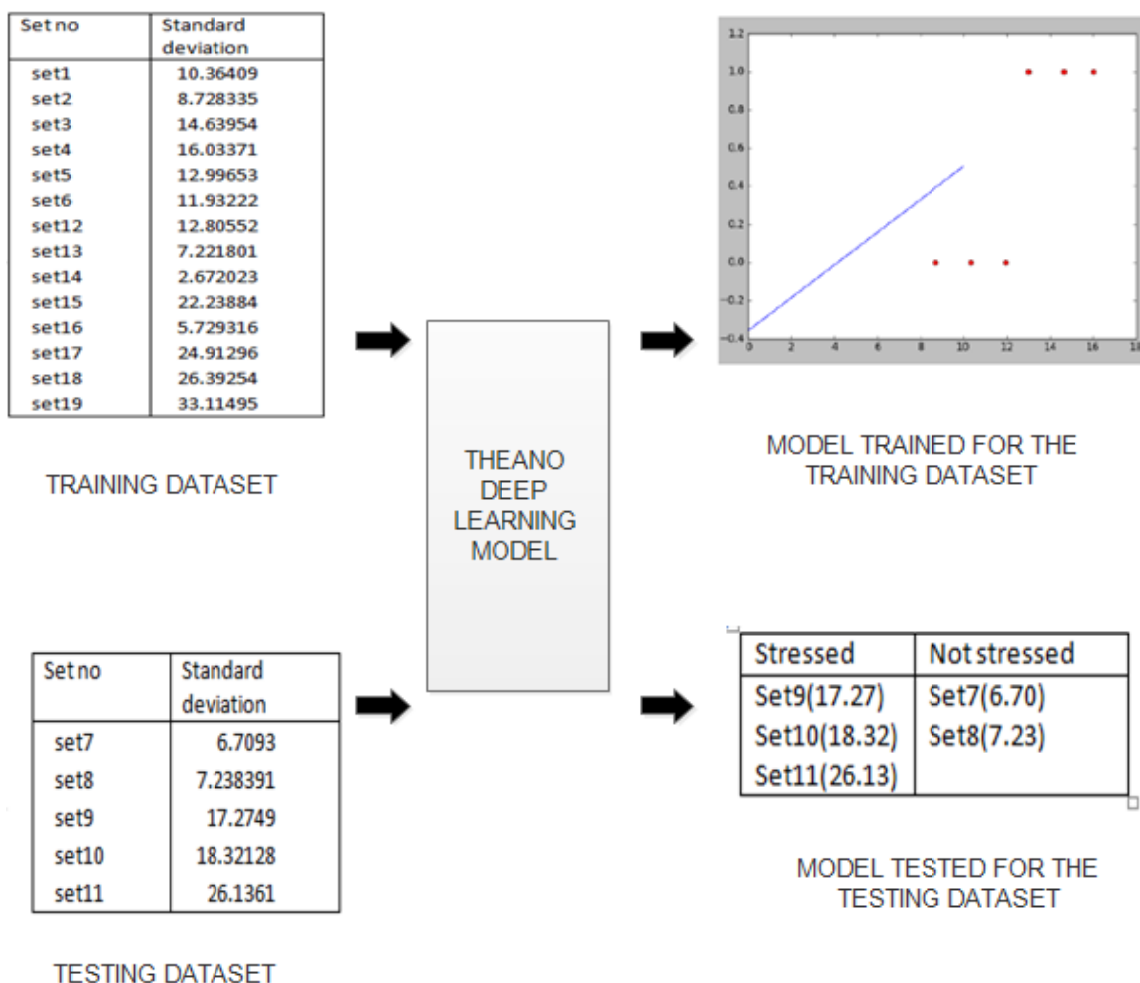 Set no Standard deviation
set1 10.36409
set2 8.728335
set3 14.63954
set4 16.03371
set5 12.99653
set6 11.93222
set12 12.80552
set13 7.221801
set14 2.672023
set15 22.23884
set16 5.729316
set17 24.91296
set18 26.39254
set19 33.11495
TRAINING DATASET
THEANO
DEEP
LEARNING
MODEL
1.2
1.0
0.8
0.6
0.4
0.2
0.0
−0.2
−0.4
0 2 4 6 8 10 12 14 16 18
MODEL TRAINED FOR THE
TRAINING DATASET
Set no Standard deviation
set7 6.7093
set8 7.238391
set9 17.2749
set10 18.32128
set11 26.1361
TESTING DATASET
Stressed Not stressed
Set9(17.27) Set7(6.70)
Set10(18.32) Set8(7.23)
Set11(26.13)
MODEL TESTED FOR THE
TESTING DATASET